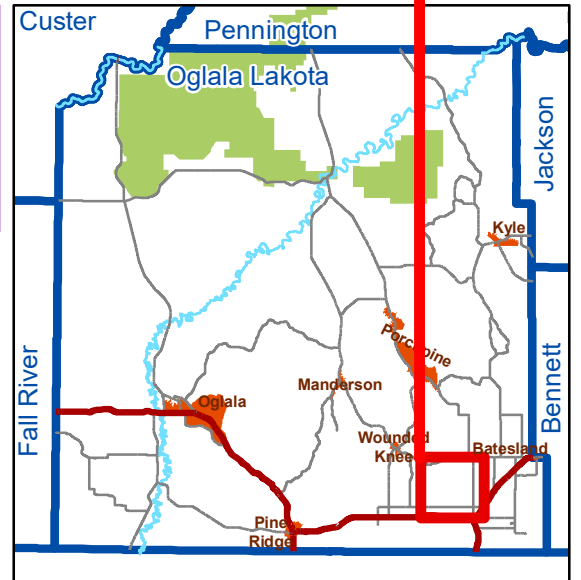 Custer
Pennington
Oglala Lakota
Jackson
Kyle
Porcupine
Fall River
Bennett
Manderson
Oglala
Wounded
Knee
Batesland
Pine
Ridge